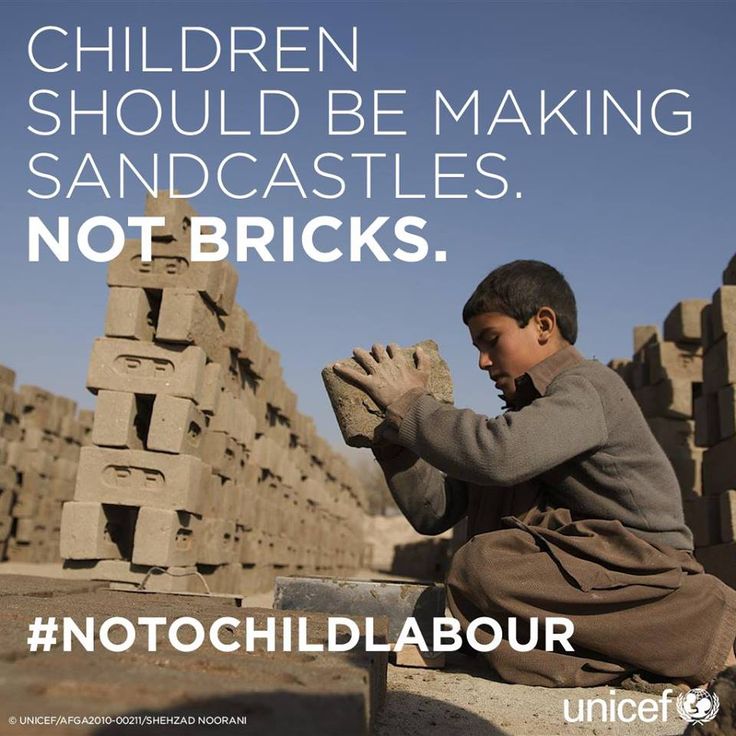 CHILDREN
SHOULD BE MAKING
SANDCASTLES.
NOT BRICKS.
#NOTOCHILDLABOUR
© UNICEF/AFGA2010-00211/SHEHZAD NOORANI
unicef